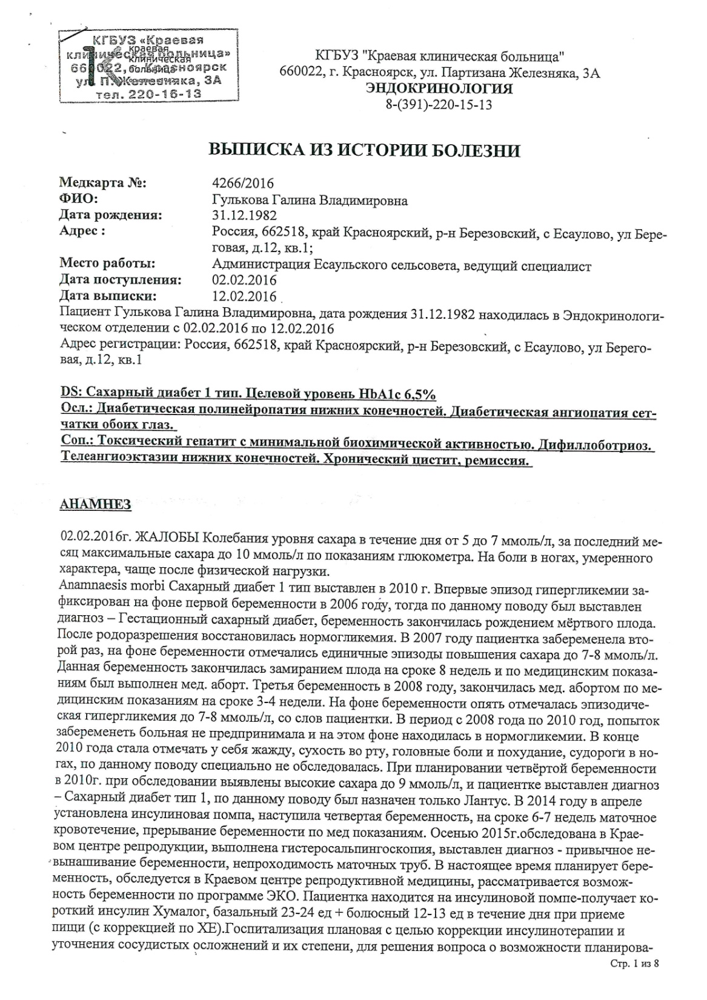 КГБУЗ «Краевая
клиническая больница»
660022, г. Красноярск
ул. П. Железняка, 3А
тел. 220-16-13
краевая
клиническая
больница
КГБУЗ "Краевая клиническая больница"
660022, г. Красноярск, ул. Партизана Железняка, 3А
ЭНДОКРИНОЛОГИЯ
8-(391)-220-15-13
ВЫПИСКА ИЗ ИСТОРИИ БОЛЕЗНИ
Медкарта №: 4266/2016
ФИО: Гулькова Галина Владимировна
Дата рождения: 31.12.1982
Адрес : Россия, 662518, край Красноярский, р-н Березовский, с Есаулово, ул Бере-
говая, д.12, кв.1;
Место работы: Администрация Есаульского сельсовета, ведущий специалист
Дата поступления: 02.02.2016
Дата выписки: 12.02.2016
Пациент Гулькова Галина Владимировна, дата рождения 31.12.1982 находилась в Эндокринологи-
ческом отделении с 02.02.2016 по 12.02.2016
Адрес регистрации: Россия, 662518, край Красноярский, р-н Березовский, с Есаулово, ул Берего-
вая, д.12, кв.1
DS: Сахарный диабет 1 тип. Целевой уровень HbA1c 6,5%
Осл.: Диабетическая полинейропатия нижних конечностей. Диабетическая ангиопатия сет-
чатки обоих глаз.
Соп.: Токсический гепатит с минимальной биохимической активностью. Дифиллоботриоз.
Телеангиоэктазии нижних конечностей. Хронический цистит, ремиссия.
АНАМНЕЗ
02.02.2016г. ЖАЛОБЫ Колебания уровня сахара в течение дня от 5 до 7 ммоль/л, за последний ме-
сяц максимальные сахара до 10 ммоль/л по показаниям глюкометра. На боли в ногах, умеренного
характера, чаще после физической нагрузки.
Anamnaesis morbi Сахарный диабет 1 тип выставлен в 2010 г. Впервые эпизод гипергликемии за-
фиксирован на фоне первой беременности в 2006 году, тогда по данному поводу был выставлен
диагноз – Гестационный сахарный диабет, беременность закончилась рождением мёртвого плода.
После родоразрешения восстановилась нормогликемия. В 2007 году пациентка забеременела вто-
рой раз, на фоне беременности отмечались единичные эпизоды повышения сахара до 7-8 ммоль/л.
Данная беременность закончилась замиранием плода на сроке 8 недель и по медицинским показа-
ниям был выполнен мед. аборт. Третья беременность в 2008 году, закончилась мед. абортом по ме-
дицинским показаниям на сроке 3-4 недели. На фоне беременности опять отмечалась эпизодиче-
ская гипергликемия до 7-8 ммоль/л, со слов пациентки. В период с 2008 года по 2010 год, попыток
забеременеть больная не предпринимала и на этом фоне находилась в нормогликемии. В конце
2010 года стала отмечать у себя жажду, сухость во рту, головные боли и похудание, судороги в но-
гах, по данному поводу специально не обследовалась. При планировании четвёртой беременности
в 2010г. при обследовании выявлены высокие сахара до 9 ммоль/л, и пациентке выставлен диагноз
– Сахарный диабет тип 1, по данному поводу был назначен только Лантус. В 2014 году в апреле
установлена инсулиновая помпа, наступила четвертая беременность, на сроке 6-7 недель маточное
кровотечение, прерывание беременности по мед показаниям. Осенью 2015г.обследована в Крае-
вом центре репродукции, выполнена гистеросальпингоскопия, выставлен диагноз - привычное не-
вынашивание беременности, непроходимость маточных труб. В настоящее время планирует бере-
менность, обследуется в Краевом центре репродуктивной медицины, рассматривается возмож-
ность беременности по программе ЭКО. Пациентка находится на инсулиновой помпе-получает ко-
роткий инсулин Хумалог, базальный 23-24 ед + болюсный 12-13 ед в течение дня при приеме
пищи (с коррекцией по ХЕ).Госпитализация плановая с целью коррекции инсулинотерапии и
уточнения сосудистых осложнений и их степени, для решения вопроса о возможности планирова-
Стр. 1 из 8